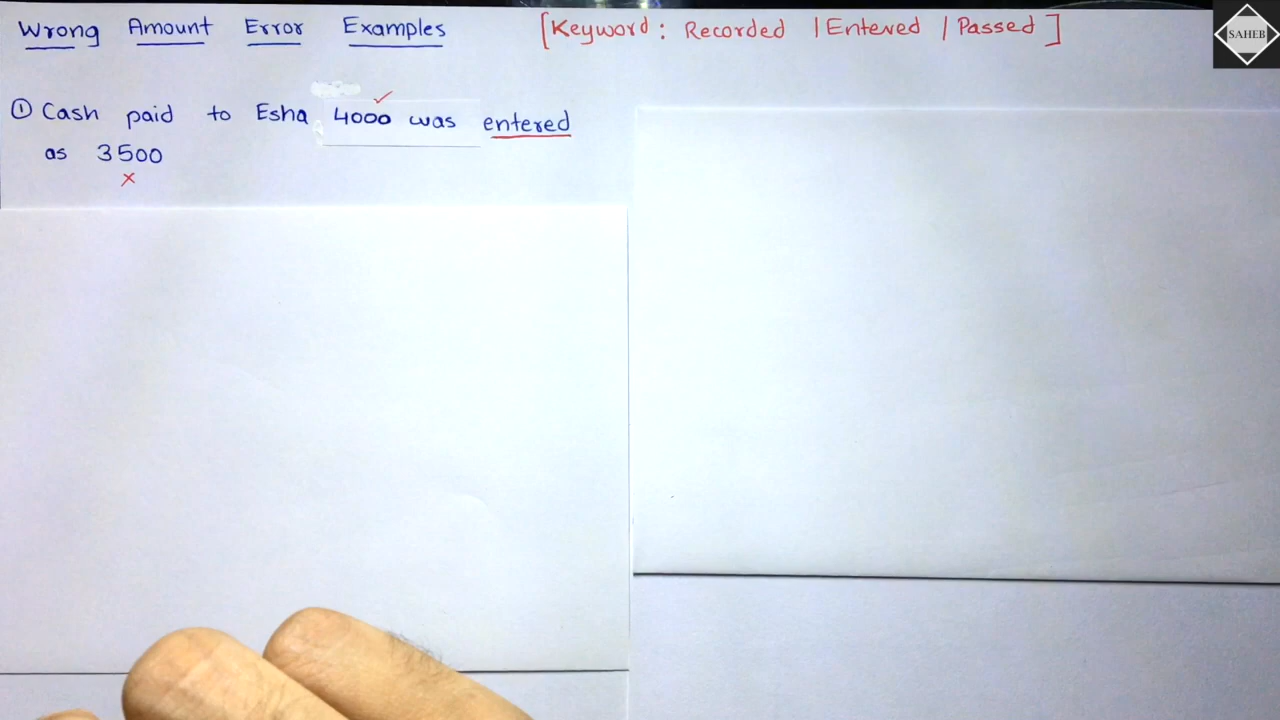 Wrong Amount Error Examples [Keyword: Recorded | Entered | Passed]
SAHEB
① Cash paid to Esha 4000 was entered
as 3500